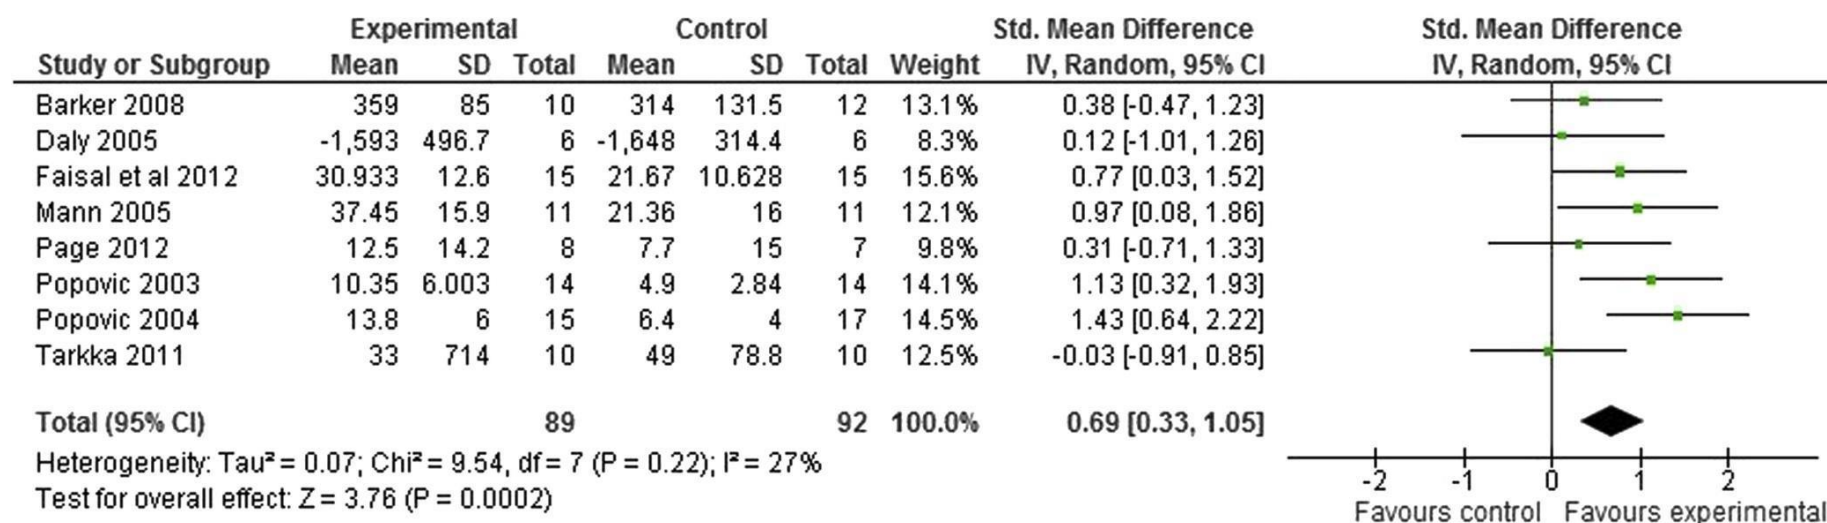 Experimental Control Std. Mean Difference Std. Mean Difference
Study or Subgroup Mean SD Total Mean SD Total Weight IV, Random, 95% CI IV, Random, 95% CI
Barker 2008 359 85 10 314 131.5 12 13.1% 0.38 [-0.47, 1.23]
Daly 2005 -1,593 496.7 6 -1,648 314.4 6 8.3% 0.12 [-1.01, 1.26]
Faisal et al 2012 30.933 12.6 15 21.67 10.628 15 15.6% 0.77 [0.03, 1.52]
Mann 2005 37.45 15.9 11 21.36 16 11 12.1% 0.97 [0.08, 1.86]
Page 2012 12.5 14.2 8 7.7 15 7 9.8% 0.31 [-0.71, 1.33]
Popovic 2003 10.35 6.003 14 4.9 2.84 14 14.1% 1.13 [0.32, 1.93]
Popovic 2004 13.8 6 15 6.4 4 17 14.5% 1.43 [0.64, 2.22]
Tarkka 2011 33 714 10 49 78.8 10 12.5% -0.03 [-0.91, 0.85]
Total (95% CI) 89 92 100.0% 0.69 [0.33, 1.05]
Heterogeneity: Tau² = 0.07; Chi² = 9.54, df = 7 (P = 0.22); I² = 27%
Test for overall effect: Z = 3.76 (P = 0.0002)
-2 -1 0 1 2
Favours control Favours experimental